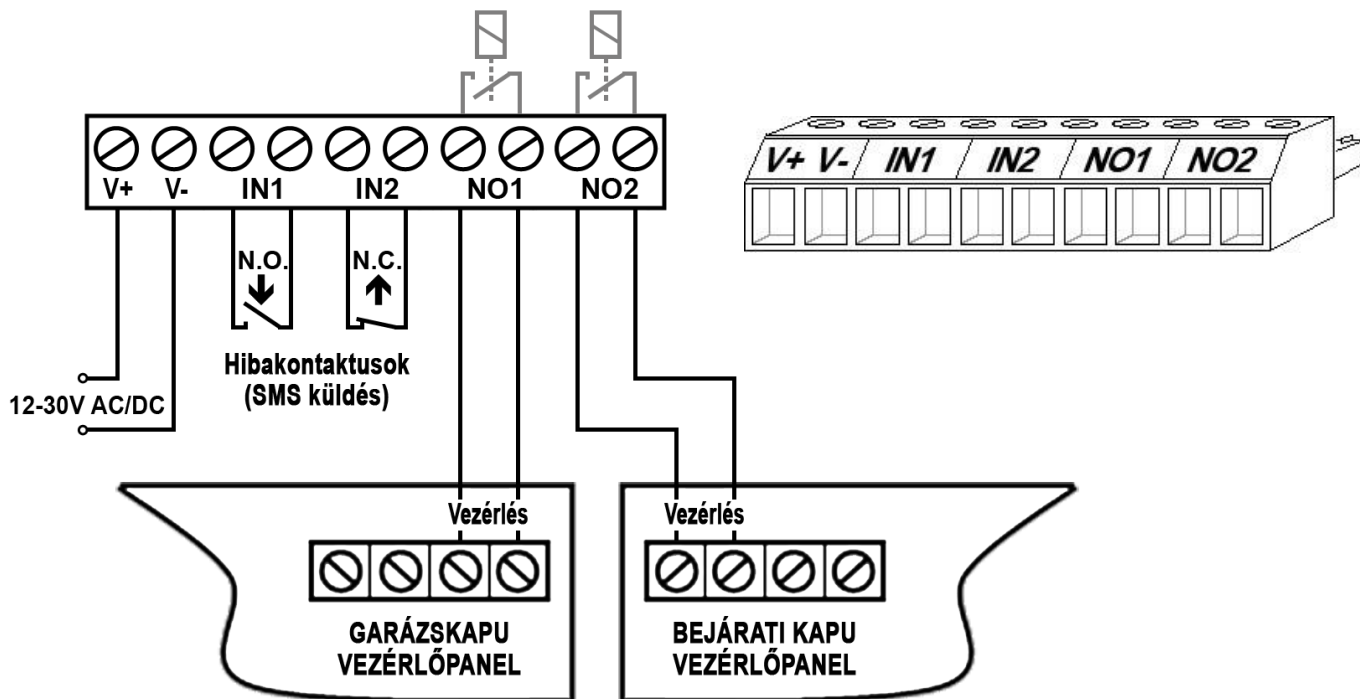 V+ V- IN1 IN2 NO1 NO2
V+ V- IN1 IN2 NO1 NO2
N.O. N.C.
Hibakontaktusok
(SMS küldés)
12-30V AC/DC
Vezérlés
GARÁZSKAPU
VEZÉRLŐPANEL
Vezérlés
BEJÁRATI KAPU
VEZÉRLŐPANEL